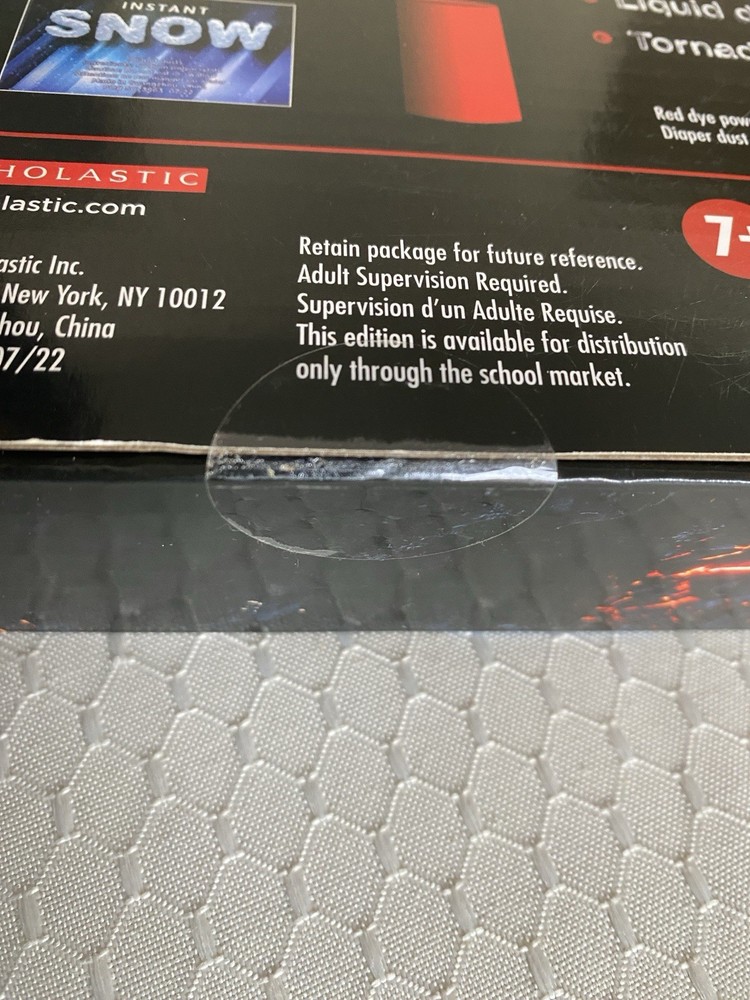 INSTANT
SNOW
Liquid
Tornad
Red dye pow
Diaper dust
HOLASTIC
lastic.com
7+
astic Inc.
New York, NY 10012
hou, China
07/22
Retain package for future reference.
Adult Supervision Required.
Supervision d'un Adulte Requise.
This edition is available for distribution
only through the school market.